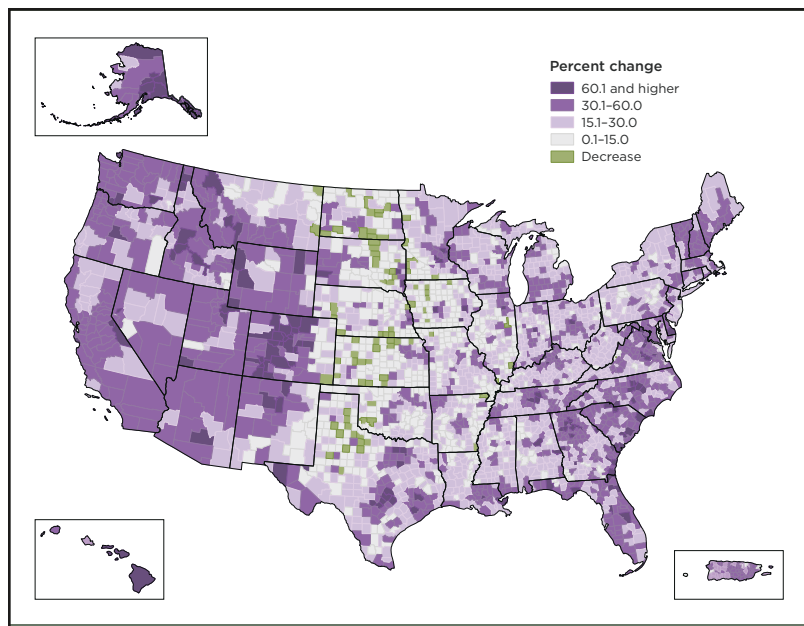 Percent change
60.1 and higher
30.1–60.0
15.1–30.0
0.1–15.0
Decrease